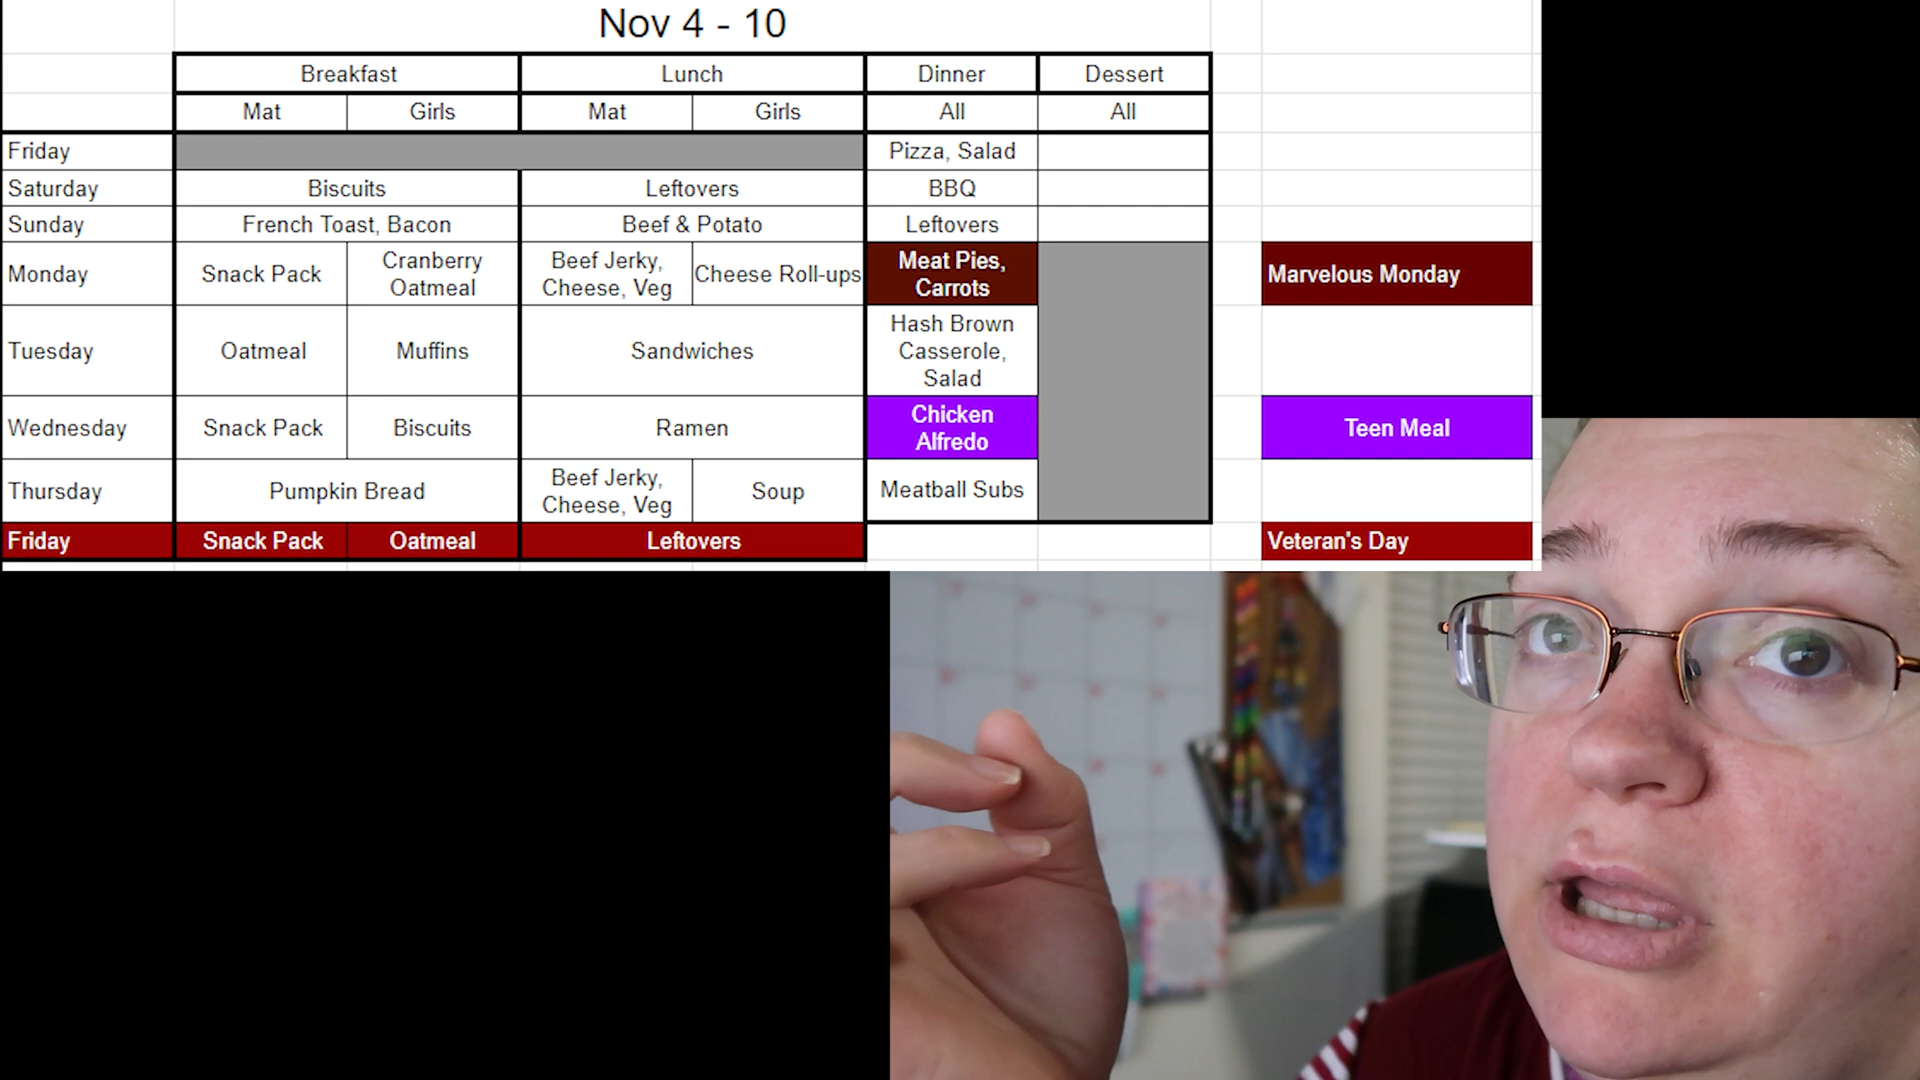 Nov 4 - 10
Breakfast Lunch Dinner Dessert
Mat Girls Mat Girls All All
Friday Pizza, Salad
Saturday Biscuits Leftovers BBQ
Sunday French Toast, Bacon Beef & Potato Leftovers
Monday Snack Pack Cranberry Oatmeal Beef Jerky, Cheese, Veg Cheese Roll-ups Meat Pies, Carrots Marvelous Monday
Tuesday Oatmeal Muffins Sandwiches Hash Brown Casserole, Salad
Wednesday Snack Pack Biscuits Ramen Chicken Alfredo Teen Meal
Thursday Pumpkin Bread Beef Jerky, Cheese, Veg Soup Meatball Subs
Friday Snack Pack Oatmeal Leftovers Veteran's Day